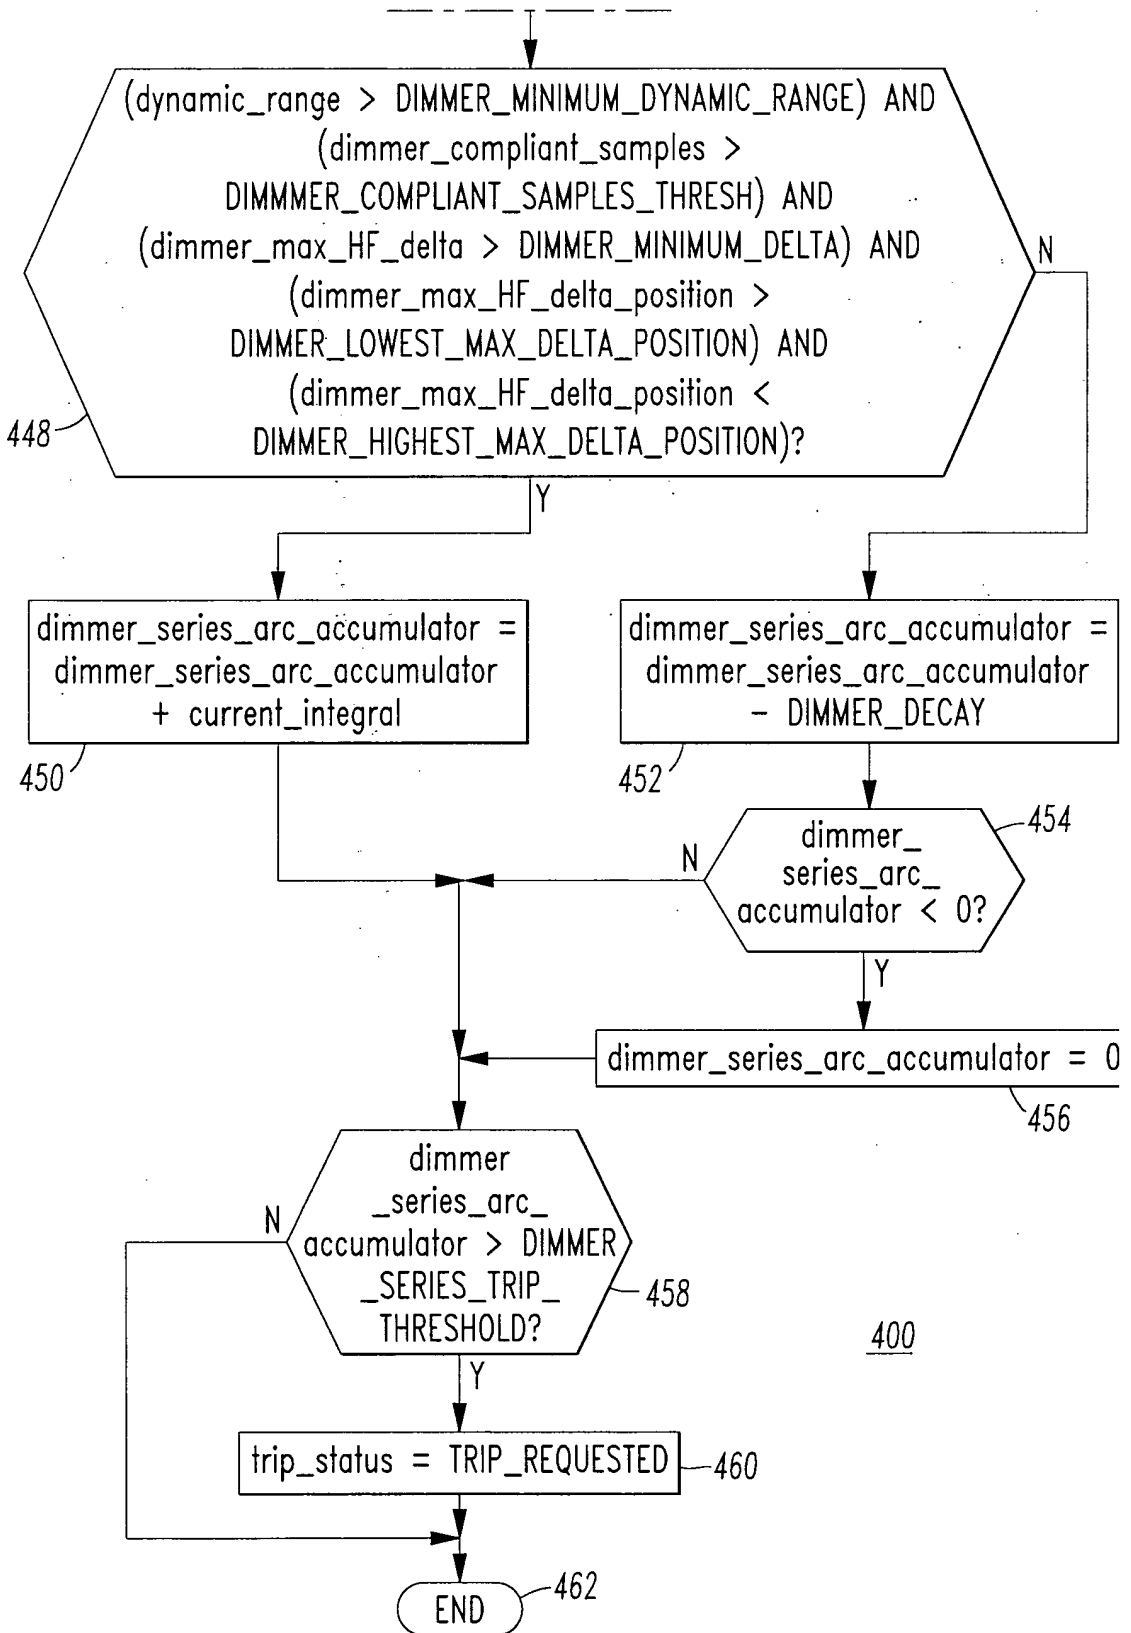 (dynamic_range > DIMMER_MINIMUM_DYNAMIC_RANGE) AND
(dimmer_compliant_samples >
DIMMMER_COMPLIANT_SAMPLES_THRESH) AND
(dimmer_max_HF_delta > DIMMER_MINIMUM_DELTA) AND
(dimmer_max_HF_delta_position >
DIMMER_LOWEST_MAX_DELTA_POSITION) AND
(dimmer_max_HF_delta_position <
DIMMER_HIGHEST_MAX_DELTA_POSITION)?
N
448
Y
dimmer_series_arc_accumulator =
dimmer_series_arc_accumulator
+ current_integral
450
dimmer_series_arc_accumulator =
dimmer_series_arc_accumulator
- DIMMER_DECAY
452
dimmer_
series_arc_
accumulator < 0?
454
N
Y
dimmer_series_arc_accumulator = 0
456
dimmer
_series_arc_
accumulator > DIMMER
_SERIES_TRIP_
THRESHOLD?
N
458
Y
400
trip_status = TRIP_REQUESTED
460
END
462